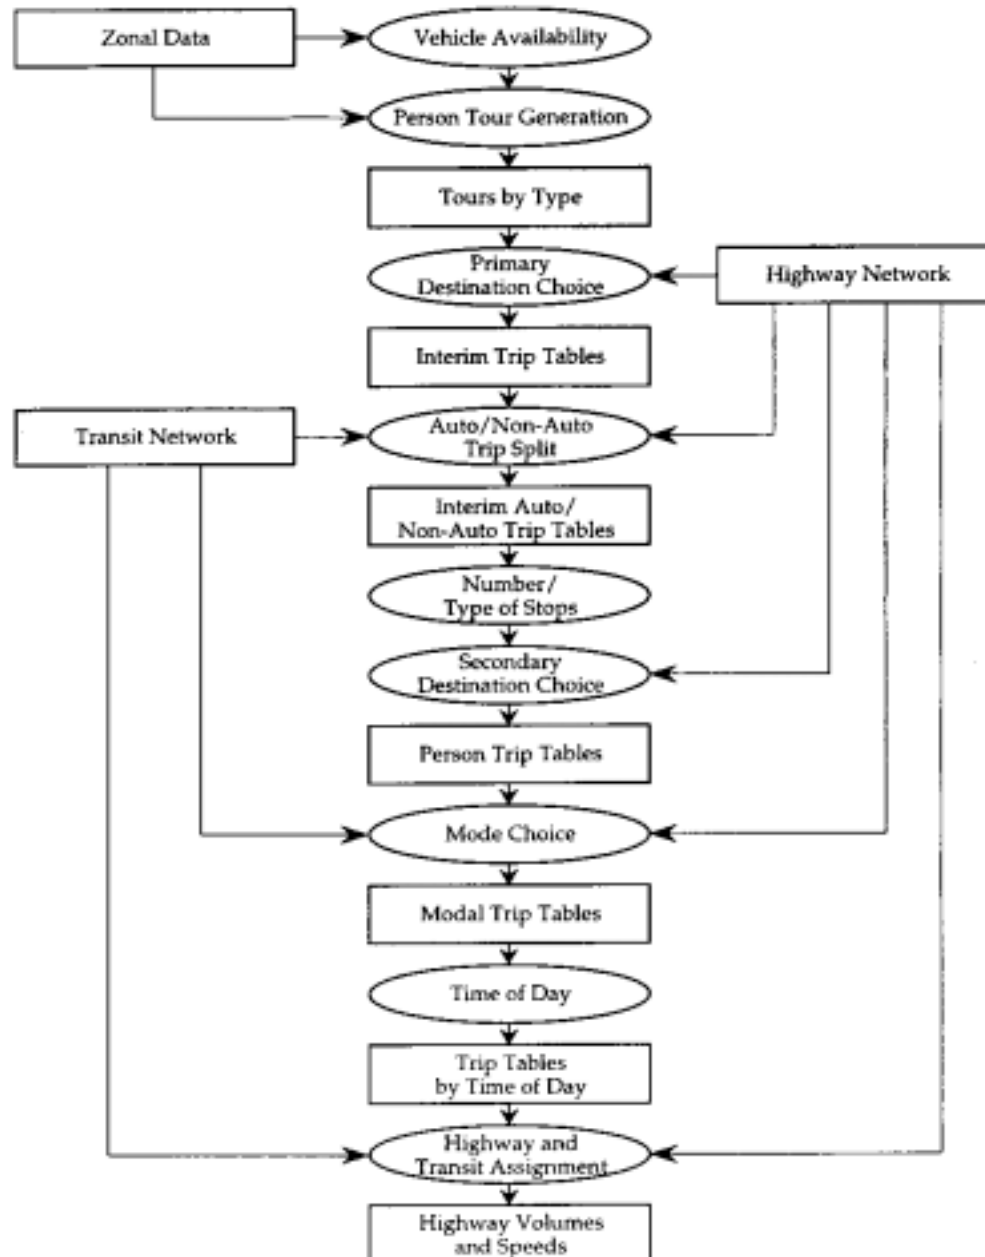 Zonal Data
Vehicle Availability
Person Tour Generation
Tours by Type
Primary
Destination Choice
Highway Network
Interim Trip Tables
Transit Network
Auto/Non-Auto
Trip Split
Interim Auto/
Non-Auto Trip Tables
Number/
Type of Stops
Secondary
Destination Choice
Person Trip Tables
Mode Choice
Modal Trip Tables
Time of Day
Trip Tables
by Time of Day
Highway and
Transit Assignment
Highway Volumes
and Speeds